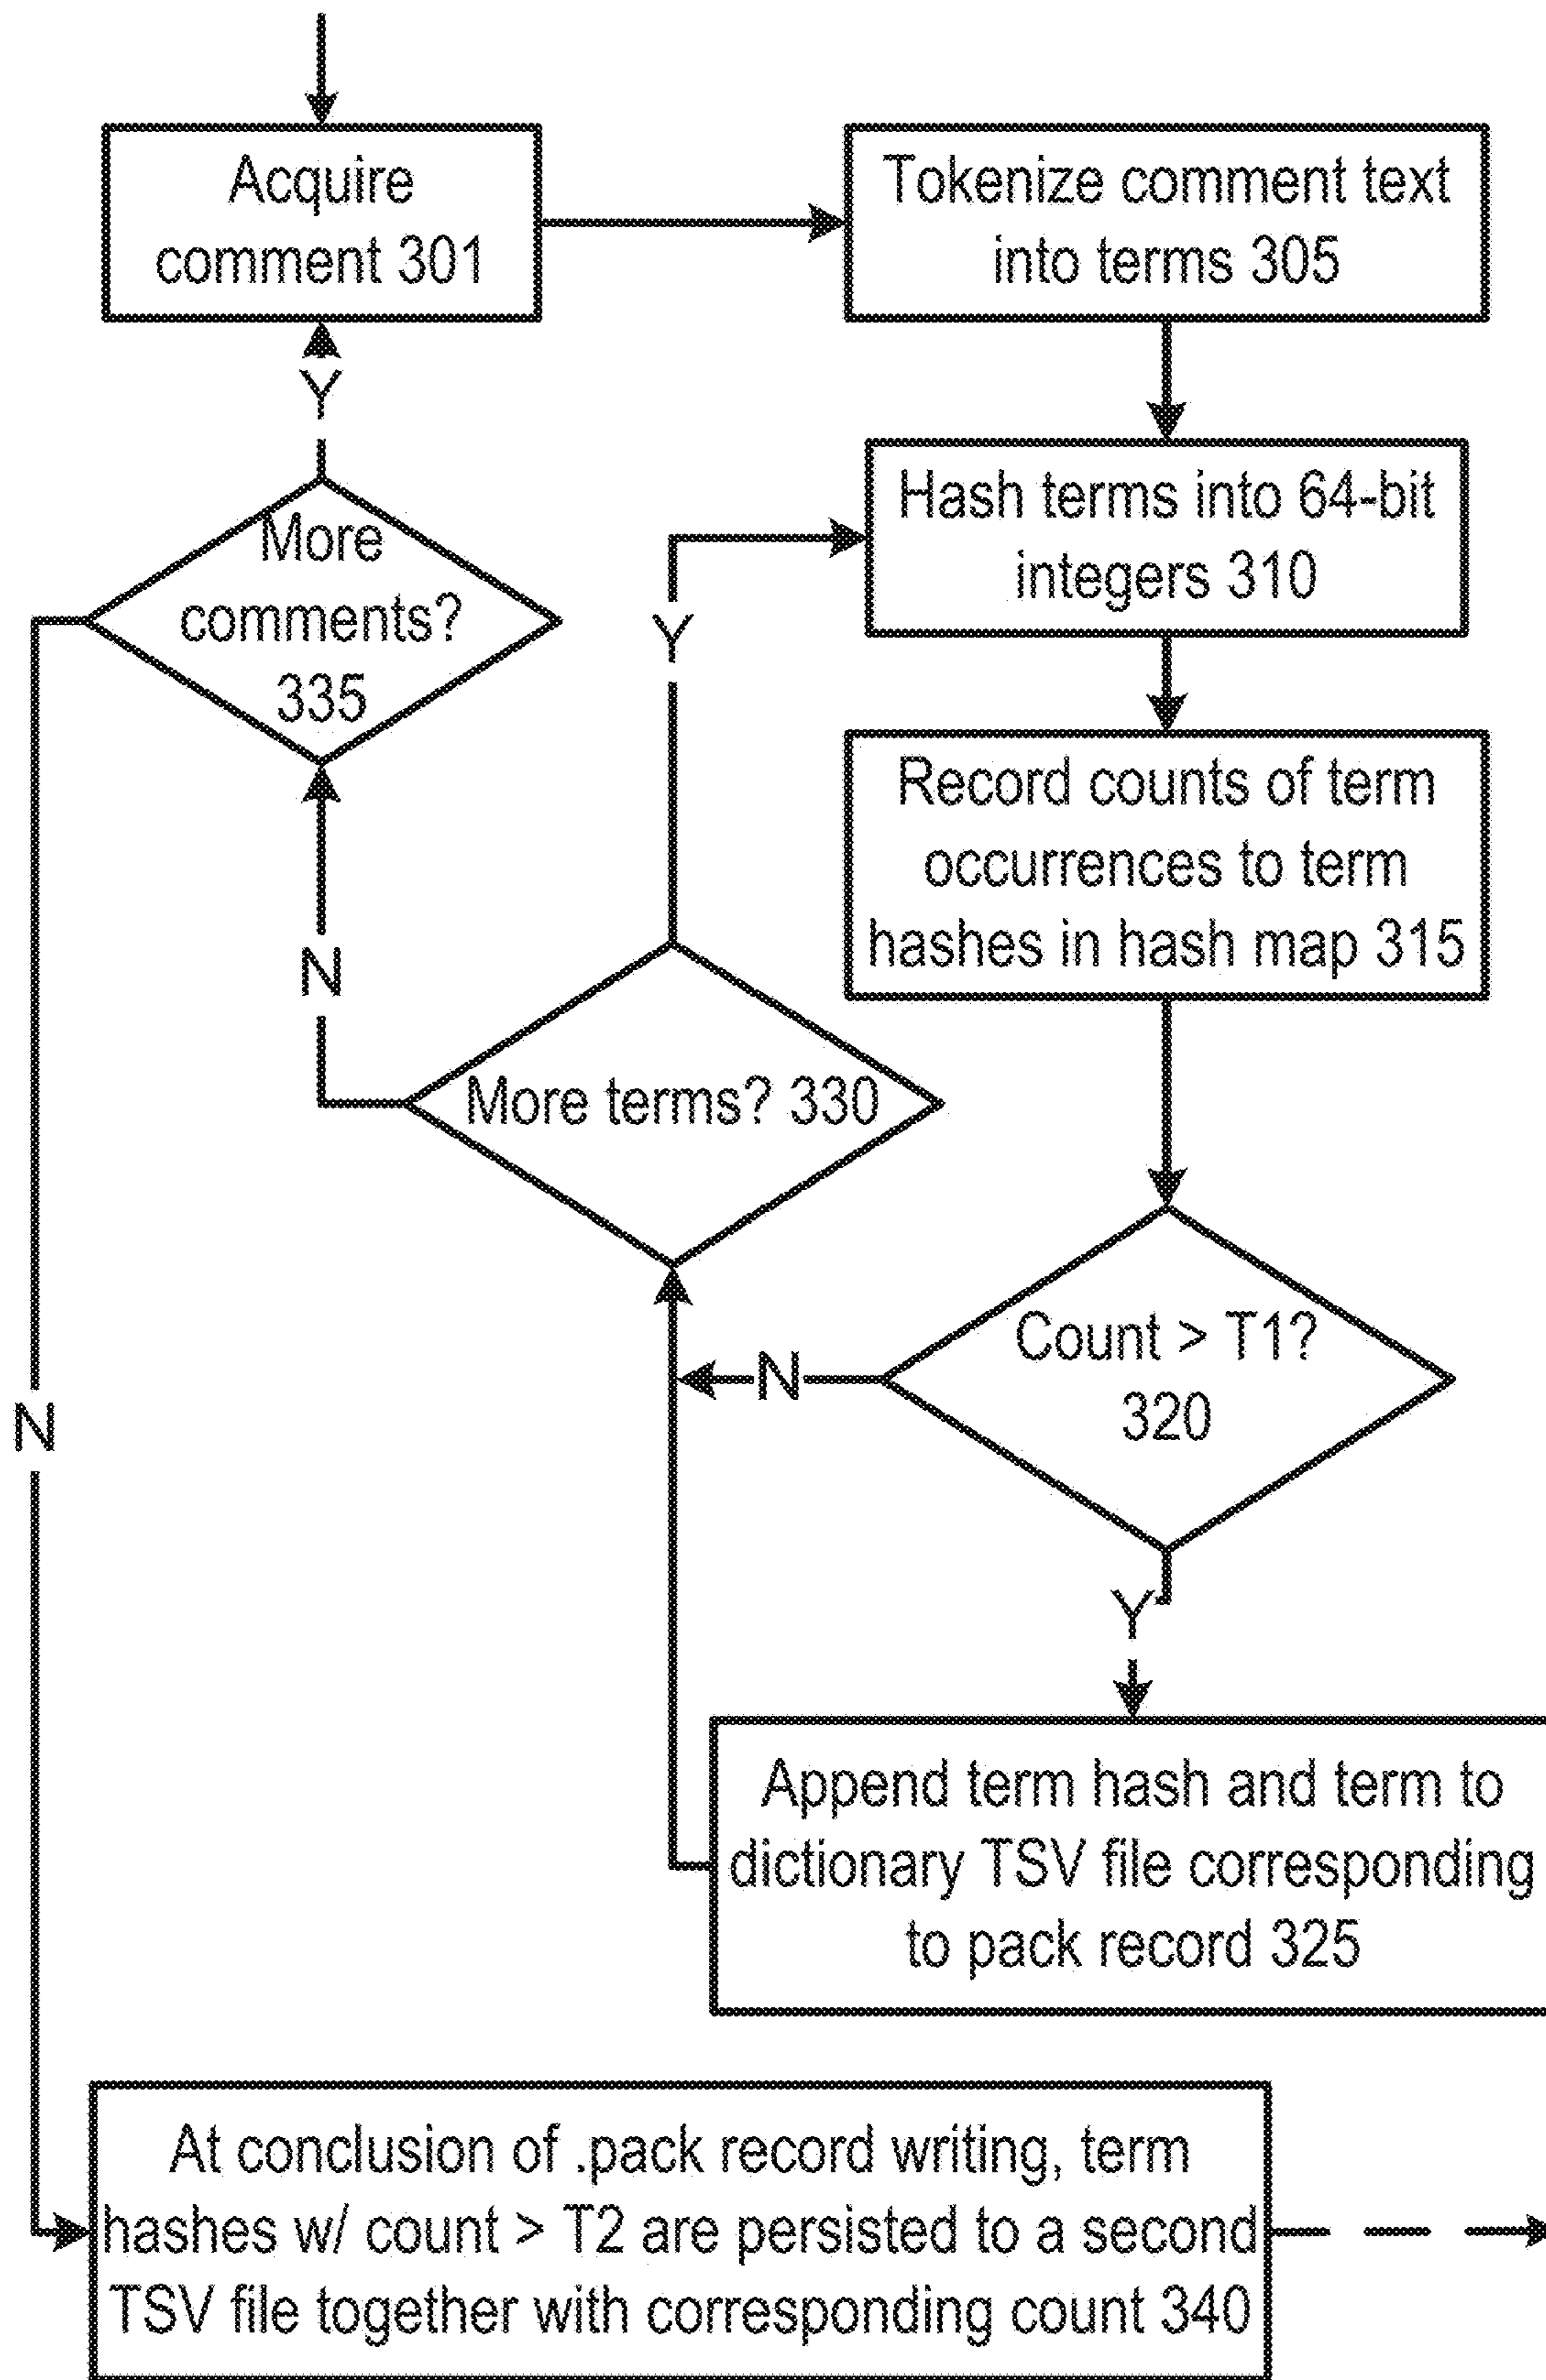 Acquire
comment 301
Tokenize comment text
into terms 305
Y
Hash terms into 64-bit
integers 310
More
comments?
335
Y
Record counts of term
occurrences to term
hashes in hash map 315
N
More terms? 330
Count > T1?
320
N
N
Y
Append term hash and term to
dictionary TSV file corresponding
to pack record 325
At conclusion of .pack record writing, term
hashes w/ count > T2 are persisted to a second
TSV file together with corresponding count 340